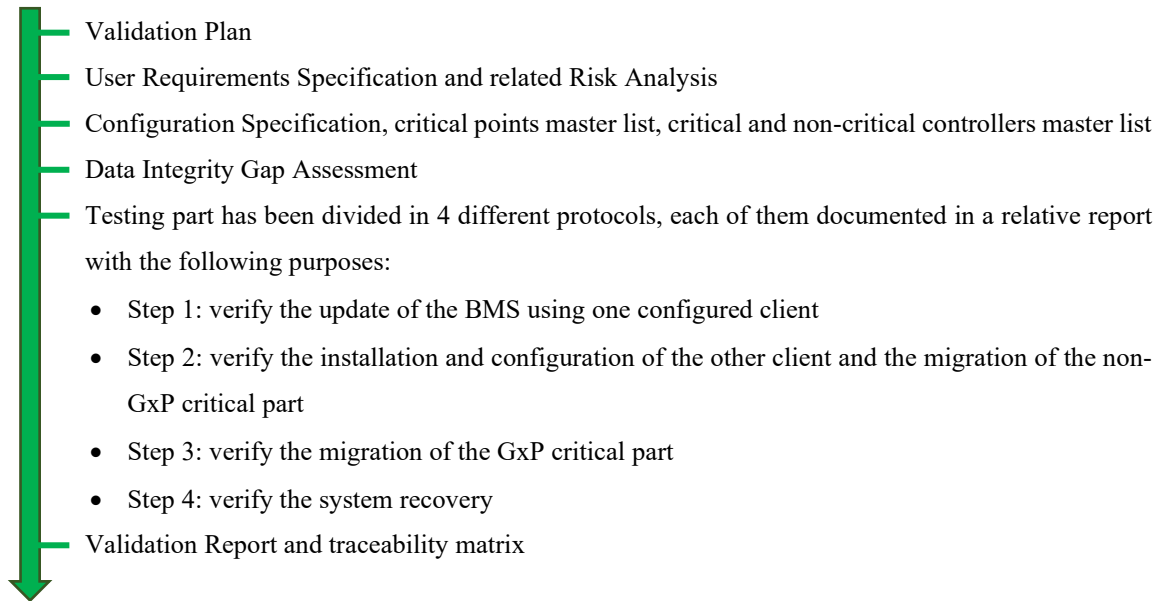 Validation Plan
User Requirements Specification and related Risk Analysis
Configuration Specification, critical points master list, critical and non-critical controllers master list
Data Integrity Gap Assessment
Testing part has been divided in 4 different protocols, each of them documented in a relative report
with the following purposes:
• Step 1: verify the update of the BMS using one configured client
• Step 2: verify the installation and configuration of the other client and the migration of the non-
GxP critical part
• Step 3: verify the migration of the GxP critical part
• Step 4: verify the system recovery
Validation Report and traceability matrix